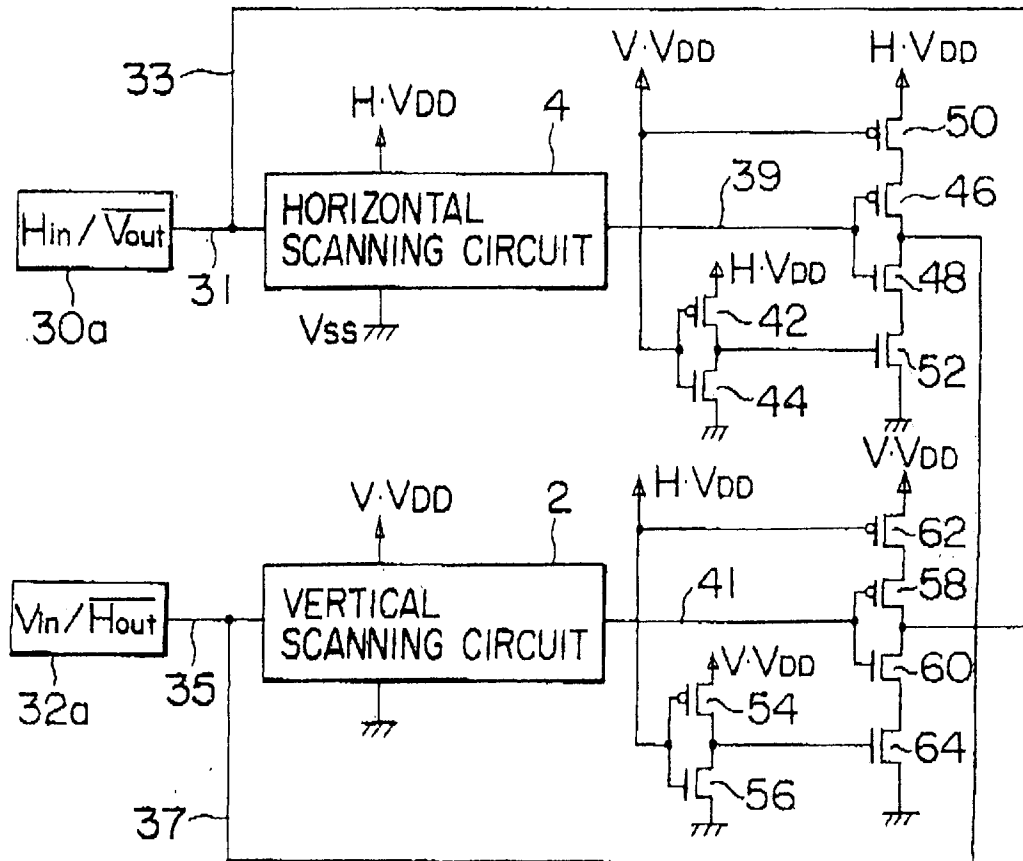 33
H·VDD
4
V·VDD
H·VDD
50
39
46
Hin / Vout
31
HORIZONTAL
SCANNING CIRCUIT
H·VDD
48
30a
VSS
42
44
52
V·VDD
2
H·VDD
V·VDD
62
58
Vin / Hout
35
VERTICAL
SCANNING CIRCUIT
41
V·VDD
60
32a
54
56
64
37